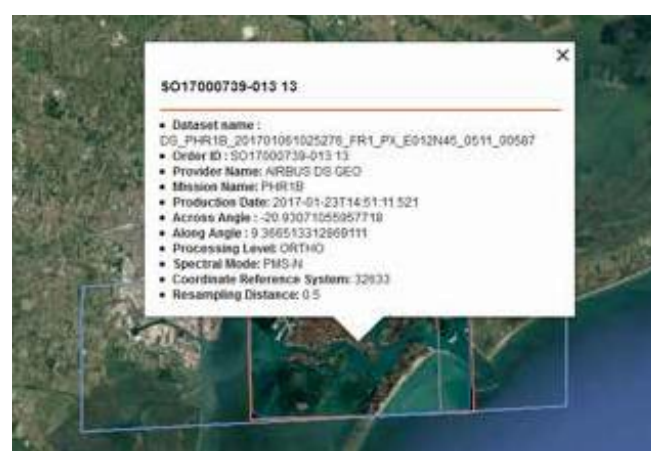 ×
SO17000739-013 13
• Dataset name :
DS_PHR1B_201701061025276_FR1_PX_E012N45_0511_00587
• Order ID : SO17000739-013 13
• Provider Name: AIRBUS DS GEO
• Mission Name: PHR1B
• Production Date: 2017-01-23T14:51:11.521
• Across Angle : -20.93071055957718
• Along Angle : 9.366513312869111
• Processing Level: ORTHO
• Spectral Mode: PMS-N
• Coordinate Reference System: 32633
• Resampling Distance: 0.5